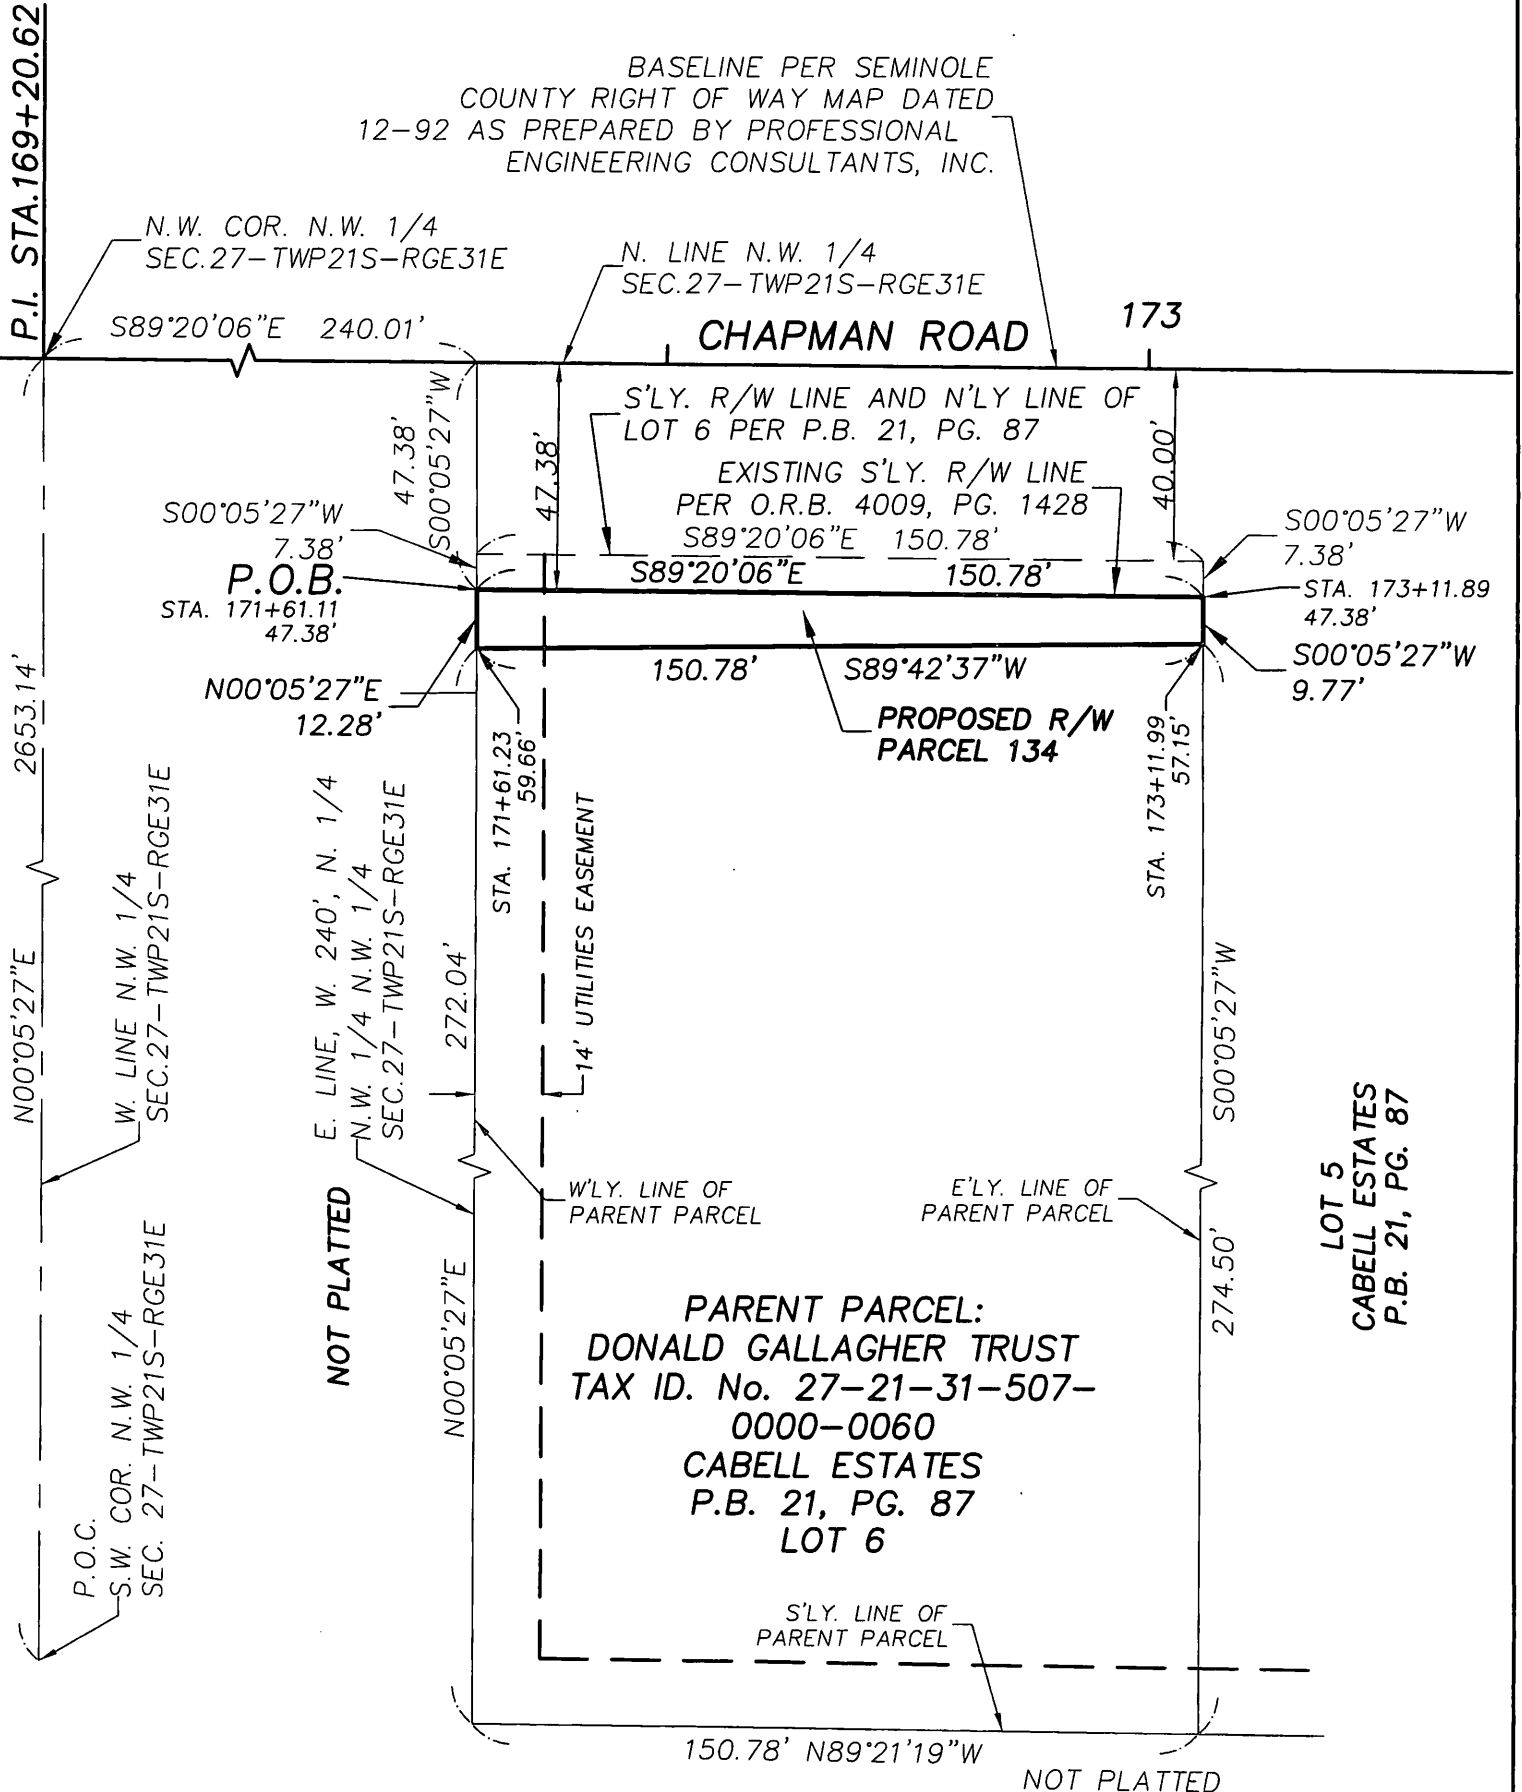 P.I. STA.169+20.62
BASELINE PER SEMINOLE
COUNTY RIGHT OF WAY MAP DATED
12-92 AS PREPARED BY PROFESSIONAL
ENGINEERING CONSULTANTS, INC.
N.W. COR. N.W. 1/4
SEC.27-TWP21S-RGE31E
N. LINE N.W. 1/4
SEC.27-TWP21S-RGE31E
S89°20'06"E 240.01'
CHAPMAN ROAD
173
47.38'
S00°05'27"W
47.38'
S'LY. R/W LINE AND N'LY LINE OF
LOT 6 PER P.B. 21, PG. 87
EXISTING S'LY. R/W LINE
PER O.R.B. 4009, PG. 1428
40.00'
S89°20'06"E 150.78'
S89°20'06"E 150.78'
S00°05'27"W
7.38'
P.O.B.
STA. 171+61.11
47.38'
S00°05'27"W
7.38'
STA. 173+11.89
47.38'
S00°05'27"W
9.77'
N00°05'27"E
12.28'
150.78' S89°42'37"W
PROPOSED R/W
PARCEL 134
STA. 171+61.23
59.66'
STA. 173+11.99
57.15'
2653.14'
N00°05'27"E
W. LINE N.W. 1/4
SEC.27-TWP21S-RGE31E
E. LINE, W. 240', N. 1/4
N.W. 1/4 N.W. 1/4
SEC.27-TWP21S-RGE31E
272.04'
14' UTILITIES EASEMENT
S00°05'27"W
LOT 5
CABELL ESTATES
P.B. 21, PG. 87
NOT PLATTED
W'LY. LINE OF
PARENT PARCEL
E'LY. LINE OF
PARENT PARCEL
N00°05'27"E
274.50'
PARENT PARCEL:
DONALD GALLAGHER TRUST
TAX ID. No. 27-21-31-507-
0000-0060
CABELL ESTATES
P.B. 21, PG. 87
LOT 6
P.O.C.
S.W. COR. N.W. 1/4
SEC. 27-TWP21S-RGE31E
S'LY. LINE OF
PARENT PARCEL
150.78' N89°21'19"W
NOT PLATTED